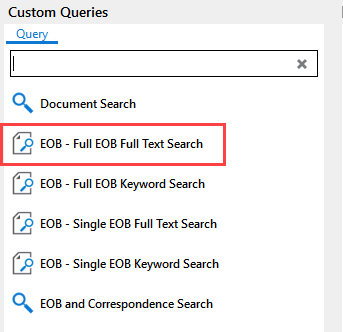 Custom Queries
Query
Document Search
EOB - Full EOB Full Text Search
EOB - Full EOB Keyword Search
EOB - Single EOB Full Text Search
EOB - Single EOB Keyword Search
EOB and Correspondence Search